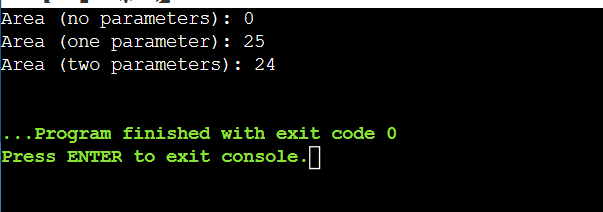 Area (no parameters): 0
Area (one parameter): 25
Area (two parameters): 24
...Program finished with exit code 0
Press ENTER to exit console.